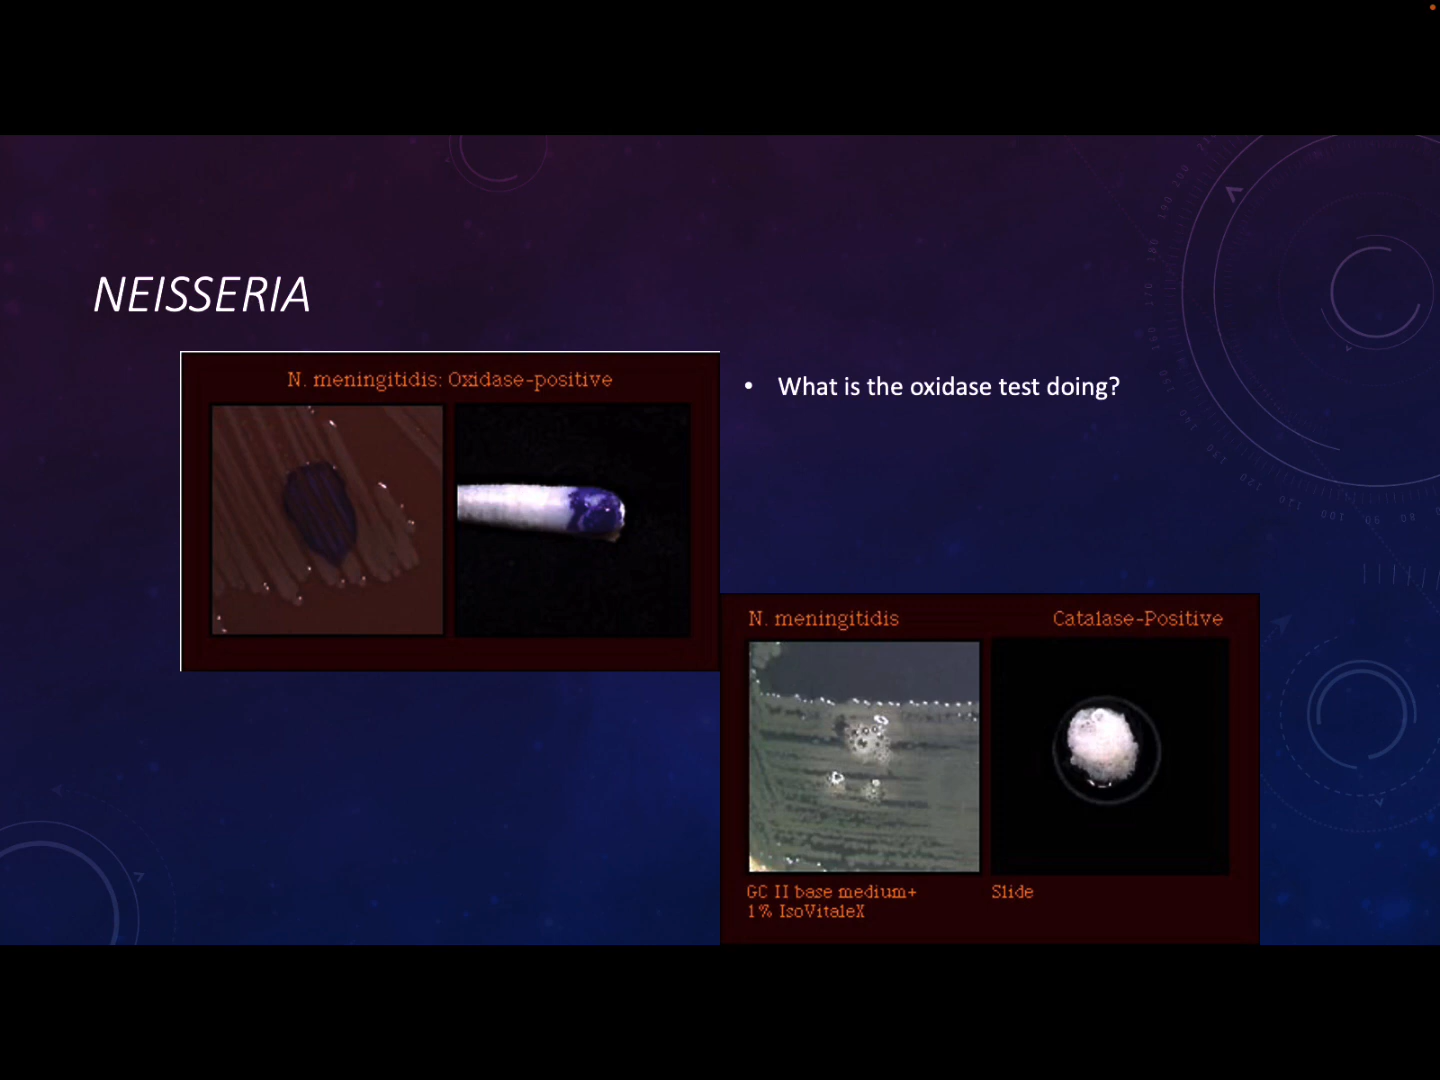 NEISSERIA
N. meningitidis: Oxidase-positive
• What is the oxidase test doing?
N. meningitidis
Catalase-Positive
GC II base medium+
1% IsoVitaleX
Slide